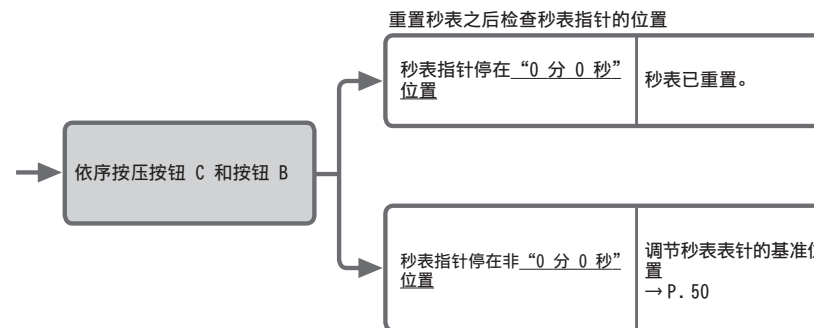 重置秒表之后检查秒表指针的位置
秒表指针停在“0 分 0 秒”
位置
秒表已重置。
依序按压按钮 C 和按钮 B
秒表指针停在非“0 分 0 秒”
位置
调节秒表表针的基准位
置
→P.50